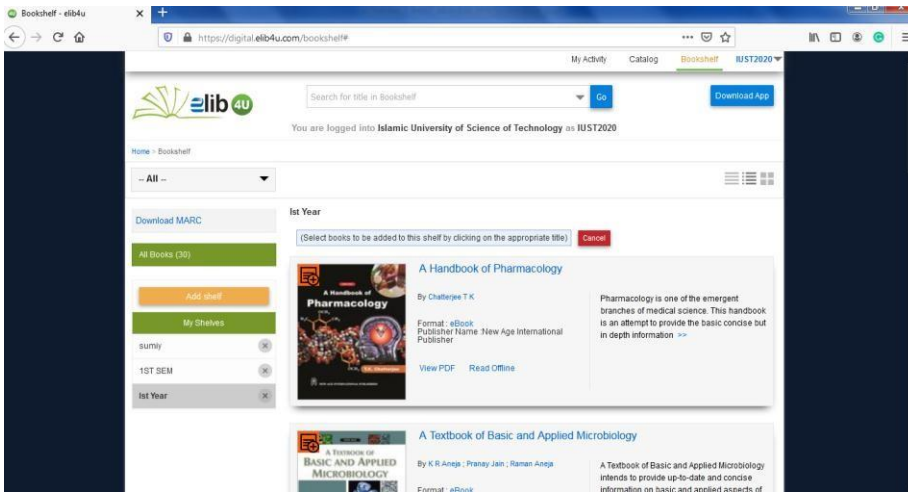 Bookshelf - elib4u
https://digital.elib4u.com/bookshelf#
My Activity Catalog Bookshelf IUST2020
elib 4U
Search for title in Bookshelf
Go
Download App
You are logged into Islamic University of Science of Technology as IUST2020
Home > Bookshelf
-- All --
Download MARC
All Books (30)
Add shelf
My Shelves
sumiy
1ST SEM
Ist Year
Ist Year
(Select books to be added to this shelf by clicking on the appropriate title) Cancel
A Handbook of
Pharmacology
T.K. Chatterjee
NEW AGE INTERNATIONAL PUBLISHERS
A Handbook of Pharmacology
By Chatterjee T K
Format : eBook
Publisher Name :New Age International
Publisher
View PDF Read Offline
Pharmacology is one of the emergent
branches of medical science. This handbook
is an attempt to provide the basic concise but
in depth information >>
A TEXTBOOK OF
BASIC AND APPLIED
MICROBIOLOGY
A Textbook of Basic and Applied Microbiology
By K R Aneja ; Pranay Jain ; Raman Aneja
Format : eBook
A Textbook of Basic and Applied Microbiology
intends to provide up-to-date and concise
information on basic and applied aspects of